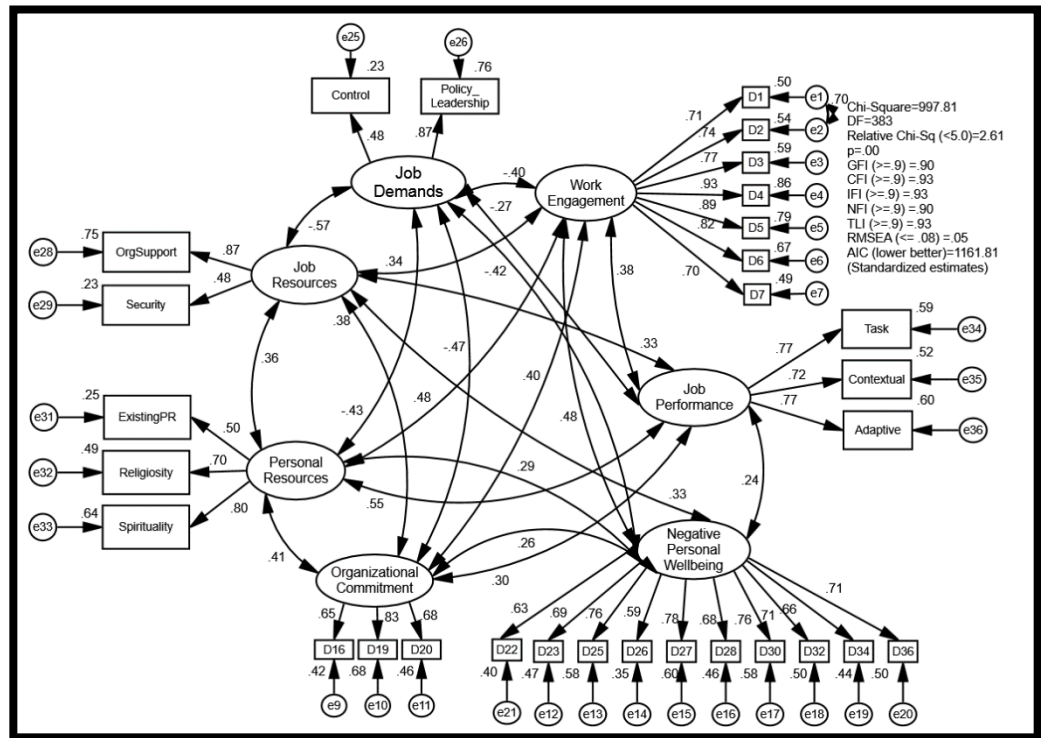 e25
e26
.23
.76
Control
Policy_
Leadership
.48
.87
Job
Demands
-.40
-.27
Work
Engagement
.71
.74
.77
.93
.89
.82
.70
D1
D2
D3
D4
D5
D6
D7
.50
.54
.59
.86
.79
.67
.49
e1
e2
e3
e4
e5
e6
e7
.70
Chi-Square=997.81
DF=383
Relative Chi-Sq (<5.0)=2.61
p=.00
GFI (>=.9) =.90
CFI (>=.9) =.93
IFI (>=.9) =.93
NFI (>=.9) =.90
TLI (>=.9) =.93
RMSEA (<= .08) =.05
AIC (lower better)=1161.81
(Standardized estimates)
-.57
.34
-.42
.38
e28
.75
OrgSupport
.87
e29
.23
Security
.48
Job
Resources
.38
-.47
.33
.36
.40
.48
-.43
.48
Job
Performance
.77
.72
.77
Task
Contextual
Adaptive
.59
.52
.60
e34
e35
e36
e31
.25
ExistingPR
.50
e32
.49
Religiosity
.70
e33
.64
Spirituality
.80
Personal
Resources
.29
.55
.33
.24
.41
.26
.30
Organizational
Commitment
Negative
Personal
Wellbeing
.65
.83
.68
D16
D19
D20
.42
.68
.46
e9
e10
e11
.63
.69
.76
.59
.78
.68
.76
.71
.66
.71
D22
D23
D25
D26
D27
D28
D30
D32
D34
D36
.40
.47
.58
.35
.60
.46
.58
.50
.44
.50
e21
e12
e13
e14
e15
e16
e17
e18
e19
e20